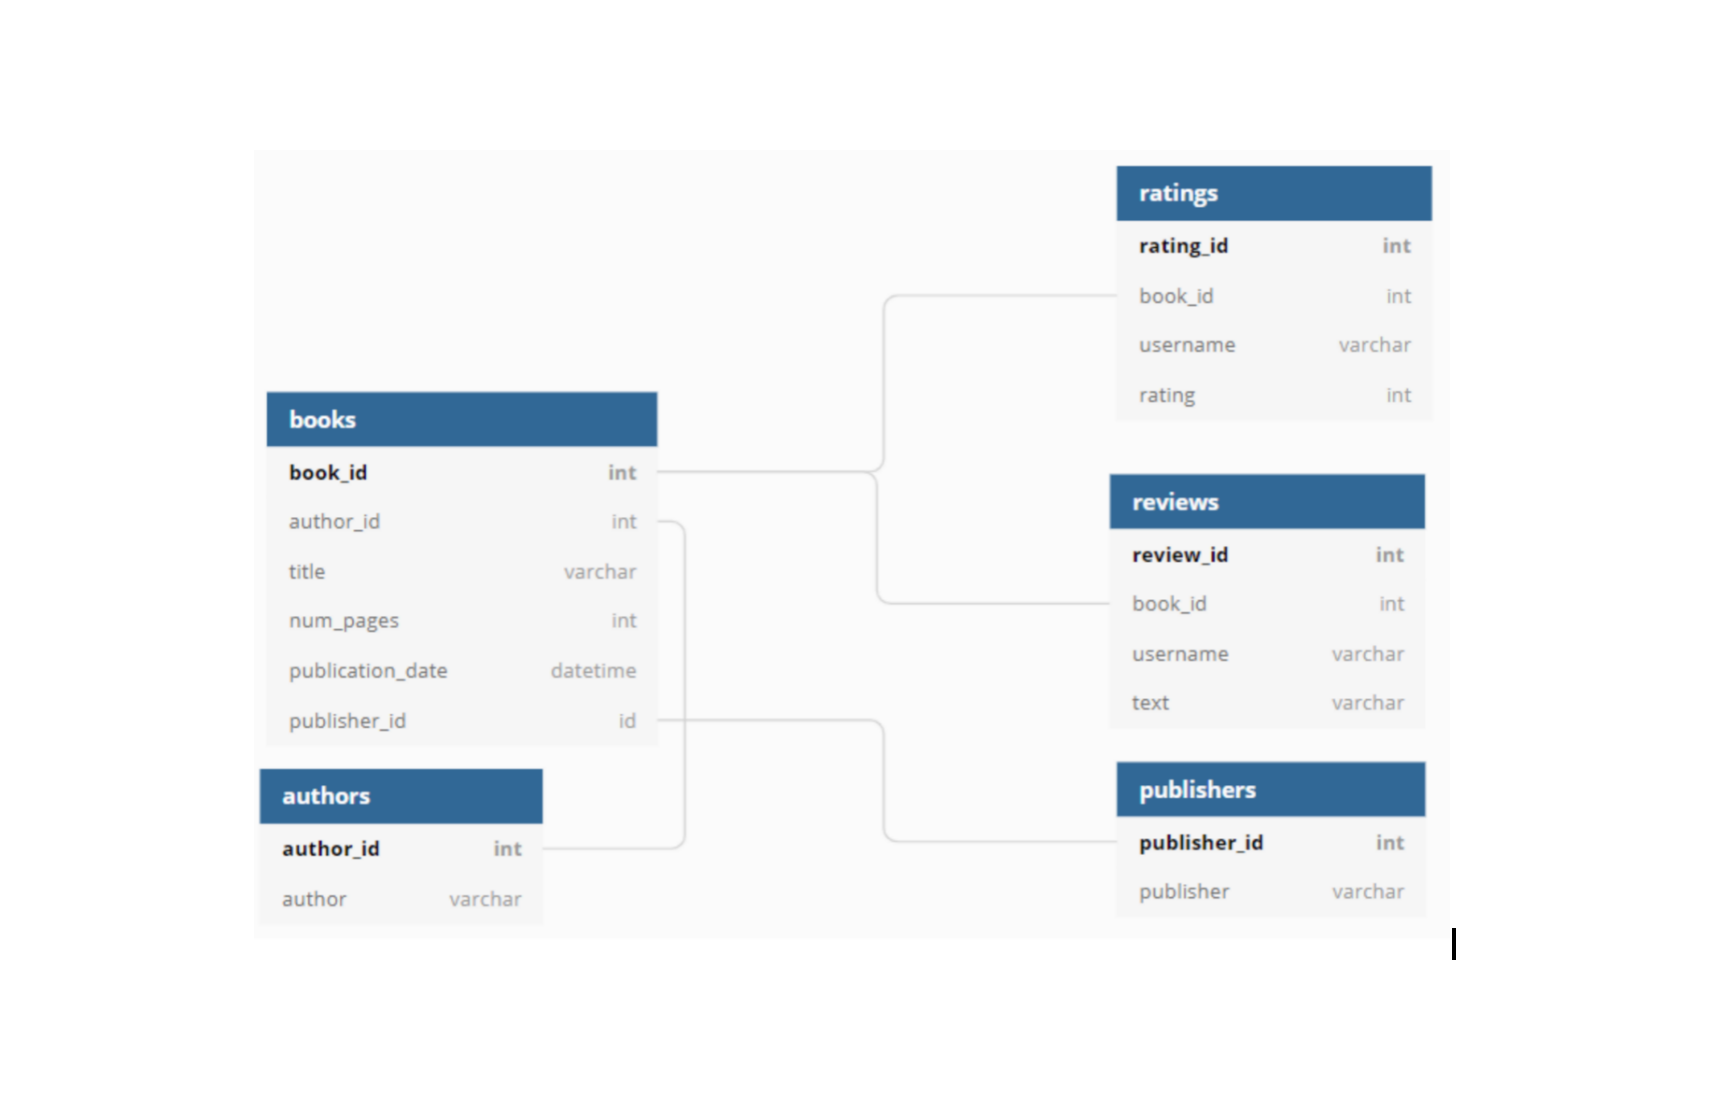 books
book_id int
author_id int
title varchar
num_pages int
publication_date datetime
publisher_id id
authors
author_id int
author varchar
ratings
rating_id int
book_id int
username varchar
rating int
reviews
review_id int
book_id int
username varchar
text varchar
publishers
publisher_id int
publisher varchar